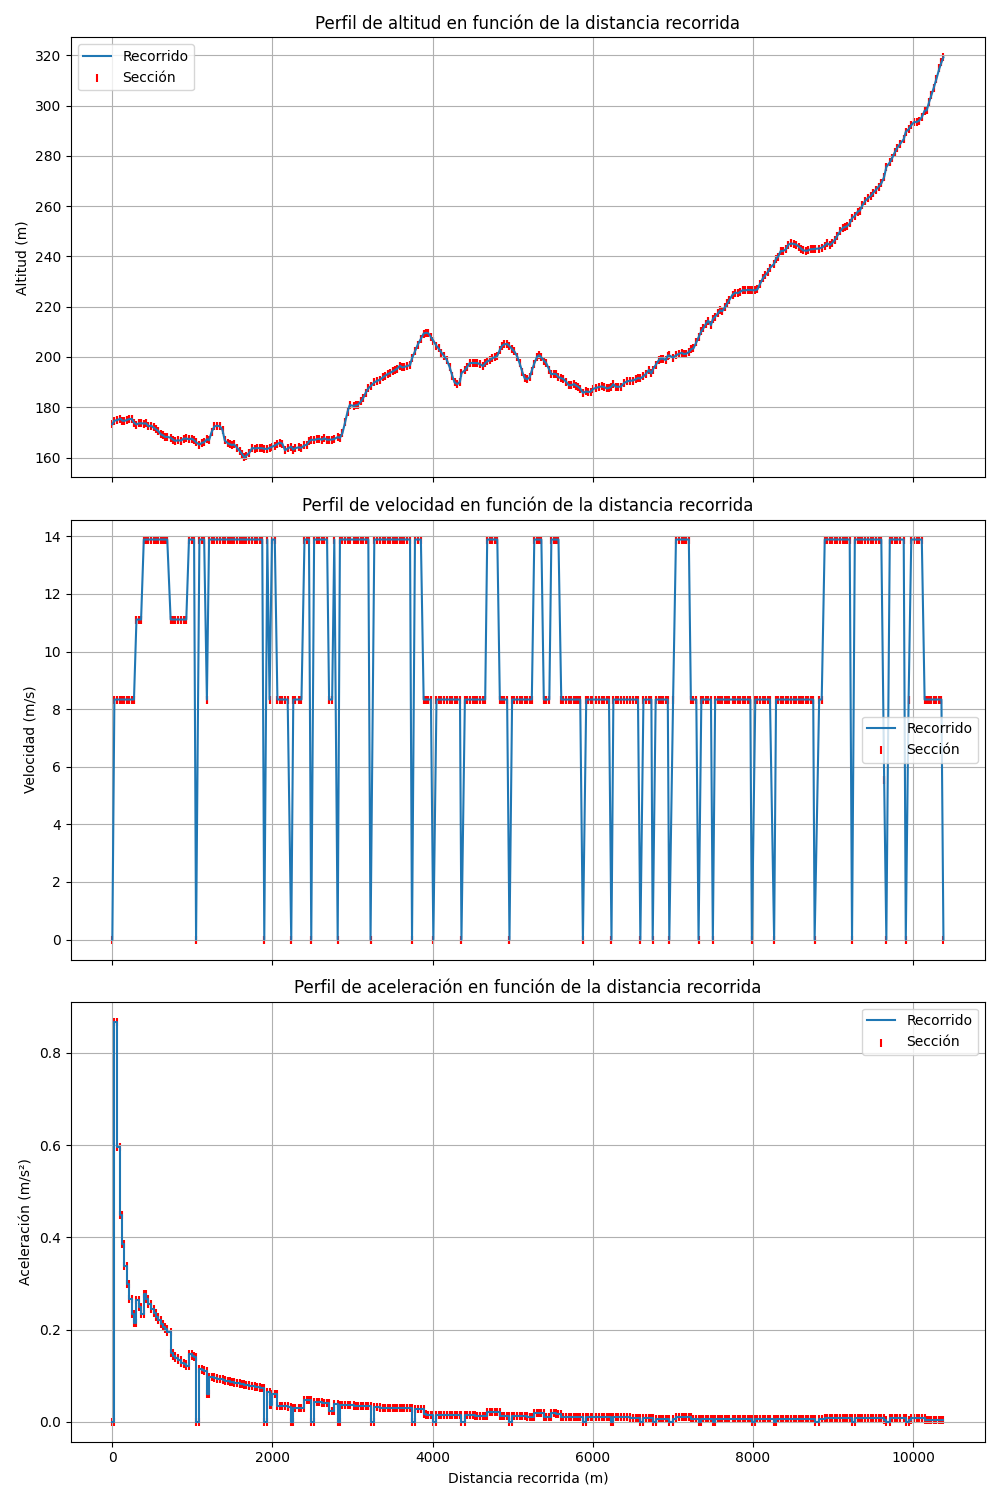 Perfil de altitud en función de la distancia recorrida
Recorrido
Sección
320
300
280
260
240
220
200
180
160
Altitud (m)
Perfil de velocidad en función de la distancia recorrida
14
12
10
8
6
4
2
0
Velocidad (m/s)
Recorrido
Sección
Perfil de aceleración en función de la distancia recorrida
Recorrido
Sección
0.8
0.6
0.4
0.2
0.0
Aceleración (m/s²)
0 2000 4000 6000 8000 10000
Distancia recorrida (m)